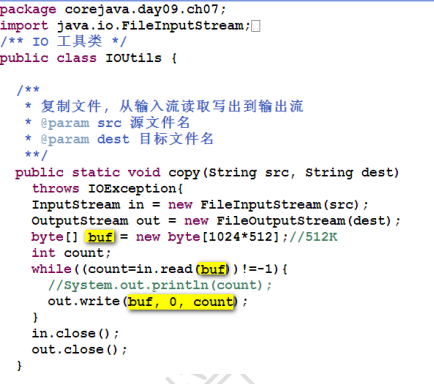 package corejava.day09.ch07;
import java.io.FileInputStream;
/** IO 工具类 */
public class IOUtils {
/**
* 复制文件，从输入流读取写出到输出流
* @param src 源文件名
* @param dest 目标文件名
**/
public static void copy(String src, String dest)
throws IOException{
InputStream in = new FileInputStream(src);
OutputStream out = new FileOutputStream(dest);
byte[] buf = new byte[1024*512];//512K
int count;
while((count=in.read(buf))!=-1){
//System.out.println(count);
out.write(buf, 0, count);
}
in.close();
out.close();
}